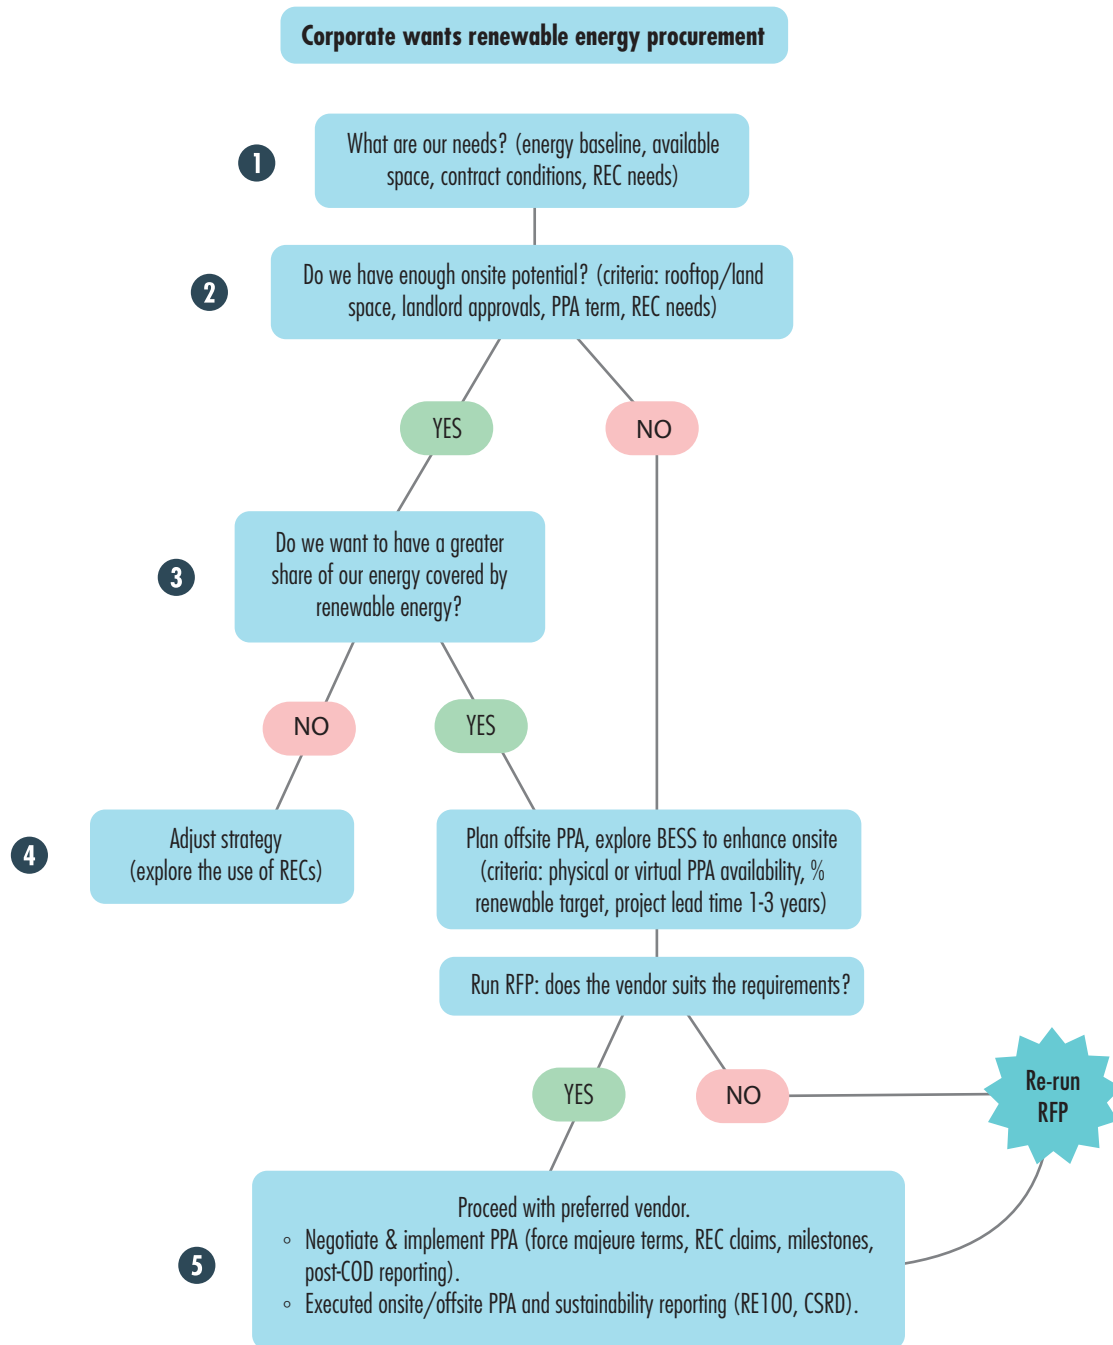 Corporate wants renewable energy procurement
1
What are our needs? (energy baseline, available
space, contract conditions, REC needs)
2
Do we have enough onsite potential? (criteria: rooftop/land
space, landlord approvals, PPA term, REC needs)
YES
NO
3
Do we want to have a greater
share of our energy covered by
renewable energy?
NO
YES
4
Adjust strategy
(explore the use of RECs)
Plan offsite PPA, explore BESS to enhance onsite
(criteria: physical or virtual PPA availability, %
renewable target, project lead time 1-3 years)
Run RFP: does the vendor suits the requirements?
YES
NO
Re-run
RFP
5
Proceed with preferred vendor.
◦ Negotiate & implement PPA (force majeure terms, REC claims, milestones,
post-COD reporting).
◦ Executed onsite/offsite PPA and sustainability reporting (RE100, CSRD).